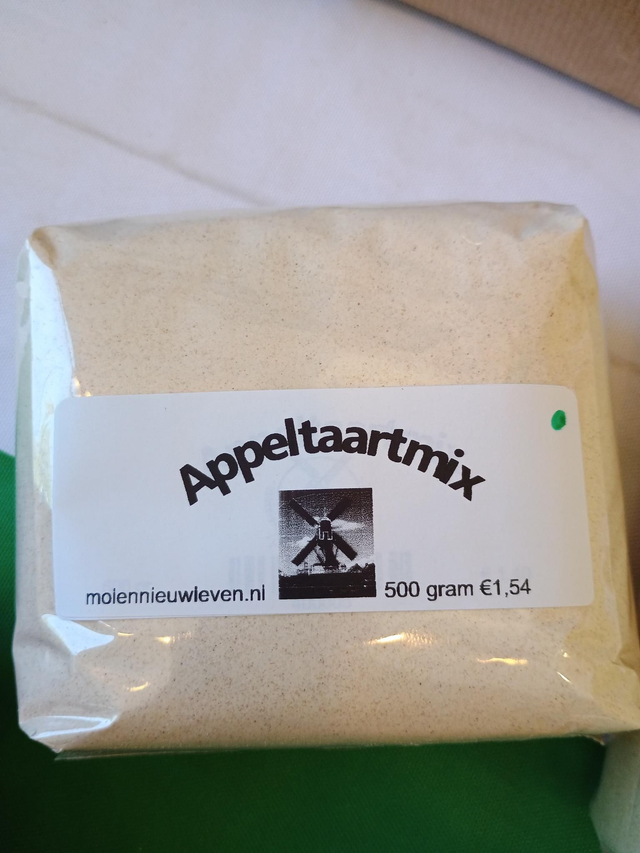 Appeltaartmix
molennieuwleven.nl
500 gram €1,54